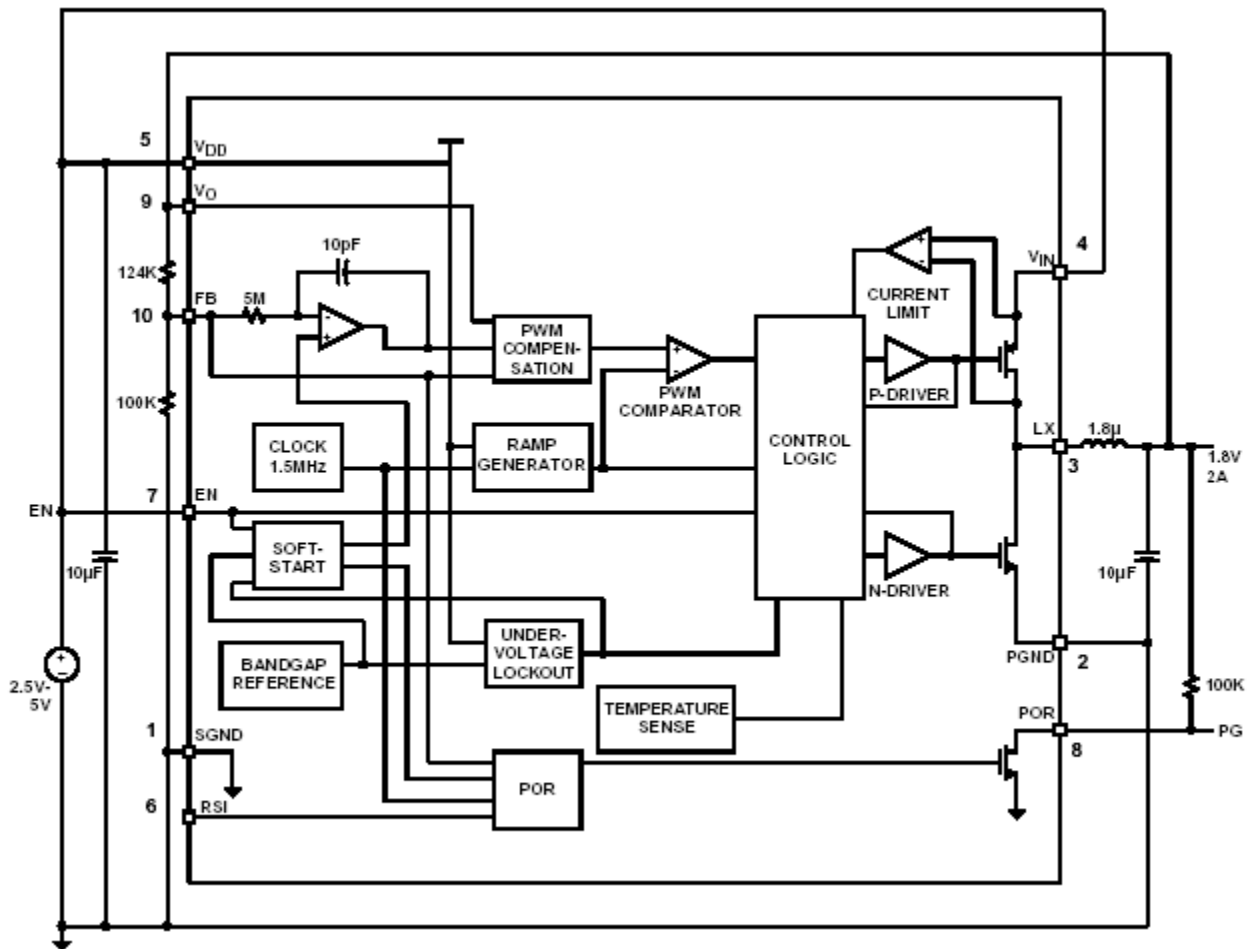 5
VDD
9
VO
10pF
4
VIN
124K
FB
5M
-
+
10
PWM
COMPEN-
SATION
+
-
PWM
COMPARATOR
+
-
CURRENT
LIMIT
P-DRIVER
100K
CLOCK
1.5MHz
RAMP
GENERATOR
CONTROL
LOGIC
LX
1.8µ
3
1.8V
2A
7
EN
EN
SOFT-
START
N-DRIVER
10µF
10µF
BANDGAP
REFERENCE
UNDER-
VOLTAGE
LOCKOUT
PGND
2
+
-
2.5V-
5V
TEMPERATURE
SENSE
100K
1
SGND
POR
8
PG
POR
6
RSI